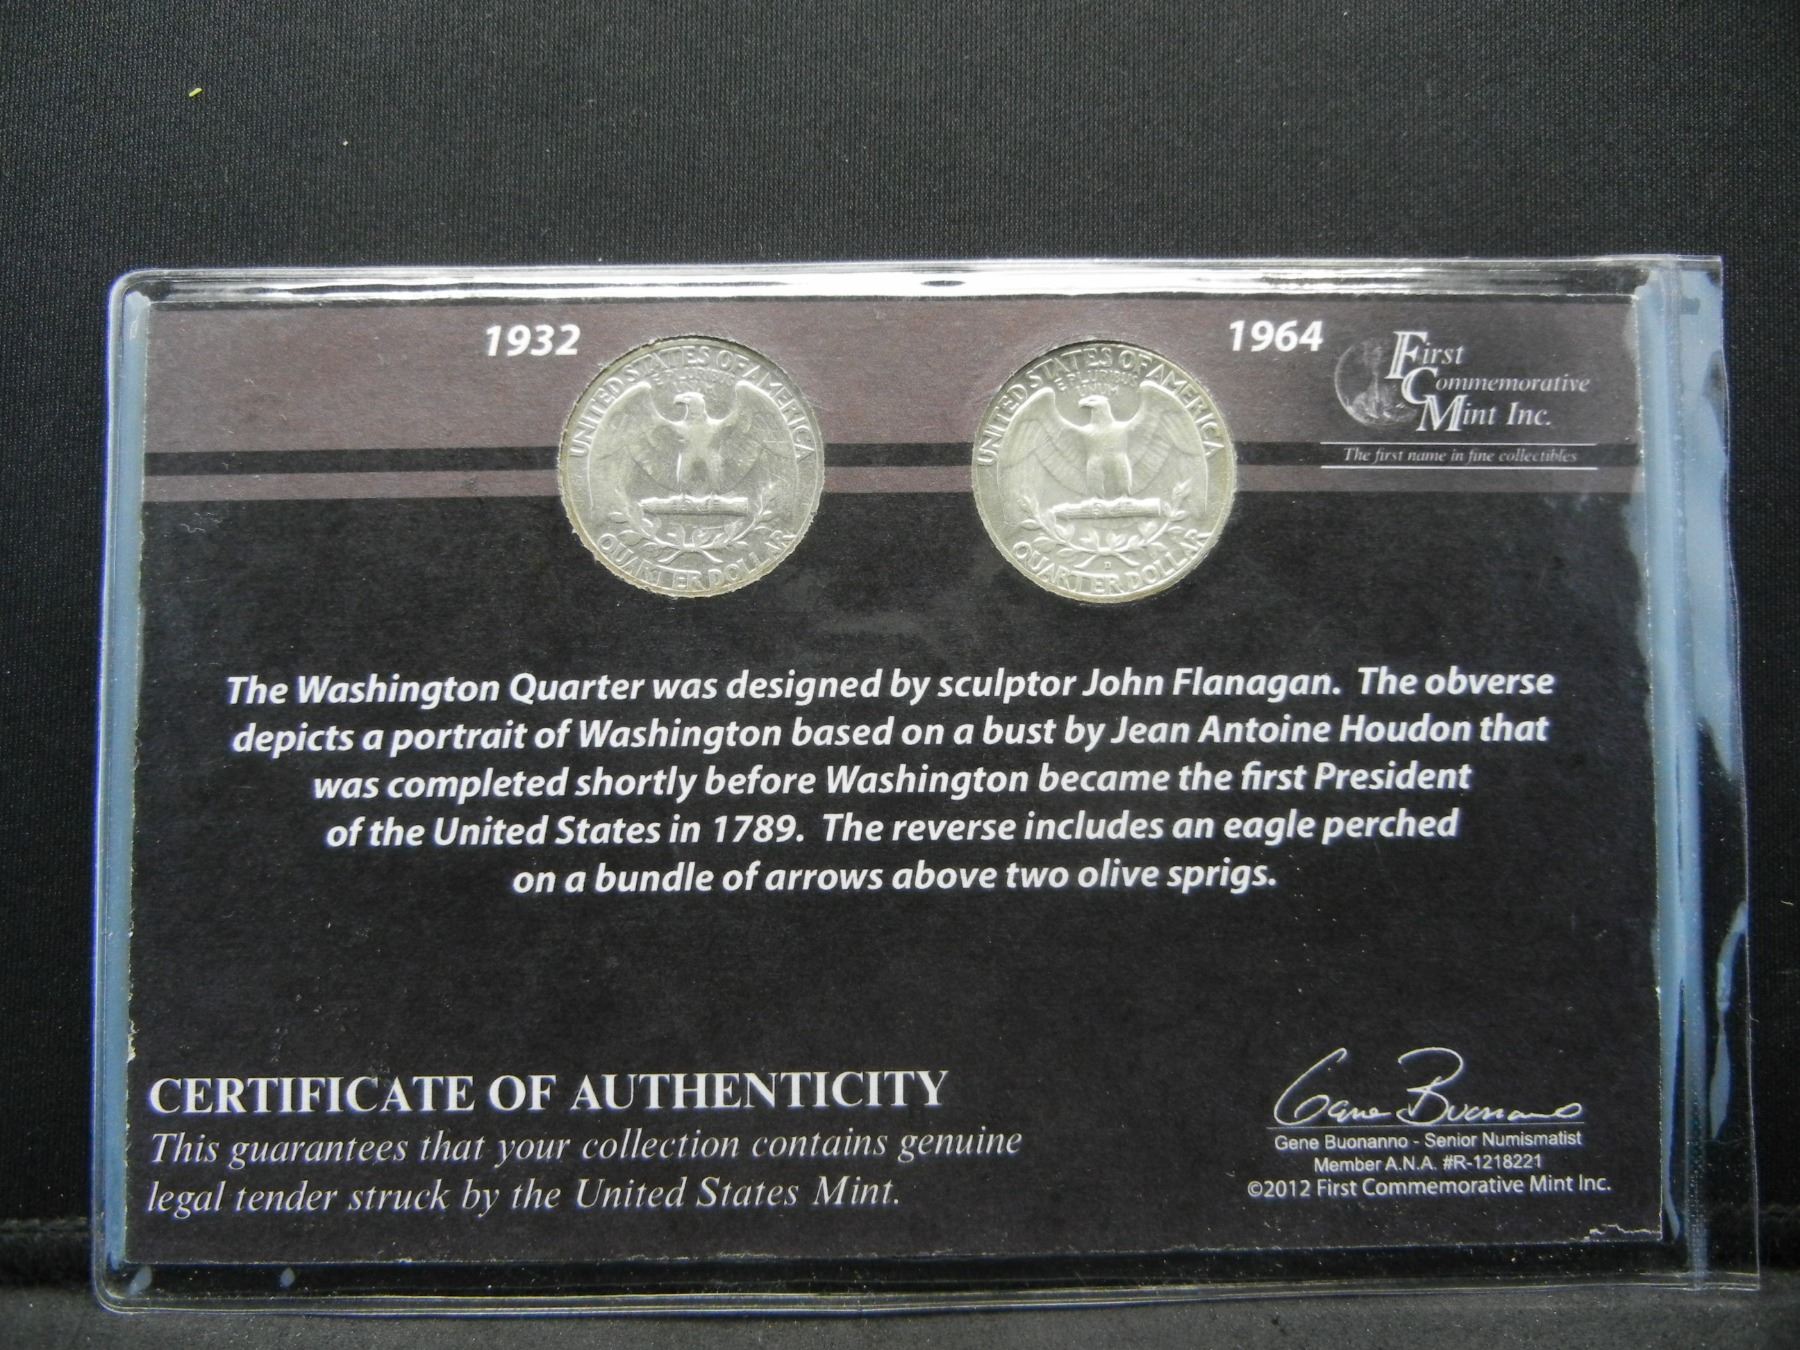 1932
1964
UNITED STATES OF AMERICA
E PLURIBUS
UNUM
QUARTER DOLLAR
UNITED STATES OF AMERICA
E PLURIBUS
UNUM
D
QUARTER DOLLAR
First
Commemorative
Mint Inc.
The first name in fine collectibles
The Washington Quarter was designed by sculptor John Flanagan. The obverse
depicts a portrait of Washington based on a bust by Jean Antoine Houdon that
was completed shortly before Washington became the first President
of the United States in 1789. The reverse includes an eagle perched
on a bundle of arrows above two olive sprigs.
CERTIFICATE OF AUTHENTICITY
This guarantees that your collection contains genuine
legal tender struck by the United States Mint.
Gene Buonanno
Gene Buonanno - Senior Numismatist
Member A.N.A. #R-1218221
©2012 First Commemorative Mint Inc.